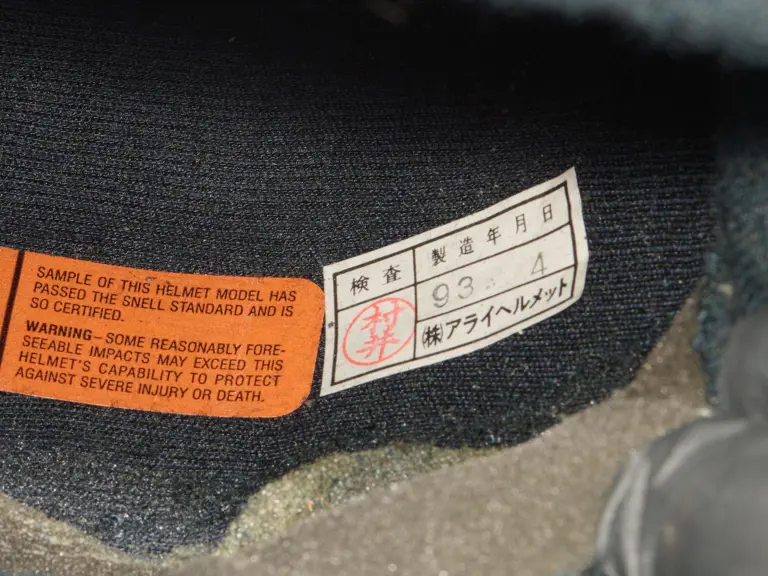 SAMPLE OF THIS HELMET MODEL HAS
PASSED THE SNELL STANDARD AND IS
SO CERTIFIED.
WARNING–SOME REASONABLY FORE-
SEEABLE IMPACTS MAY EXCEED THIS
HELMET'S CAPABILITY TO PROTECT
AGAINST SEVERE INJURY OR DEATH.
検査
村井
製造年月日
93. 4
㈱アライヘルメット